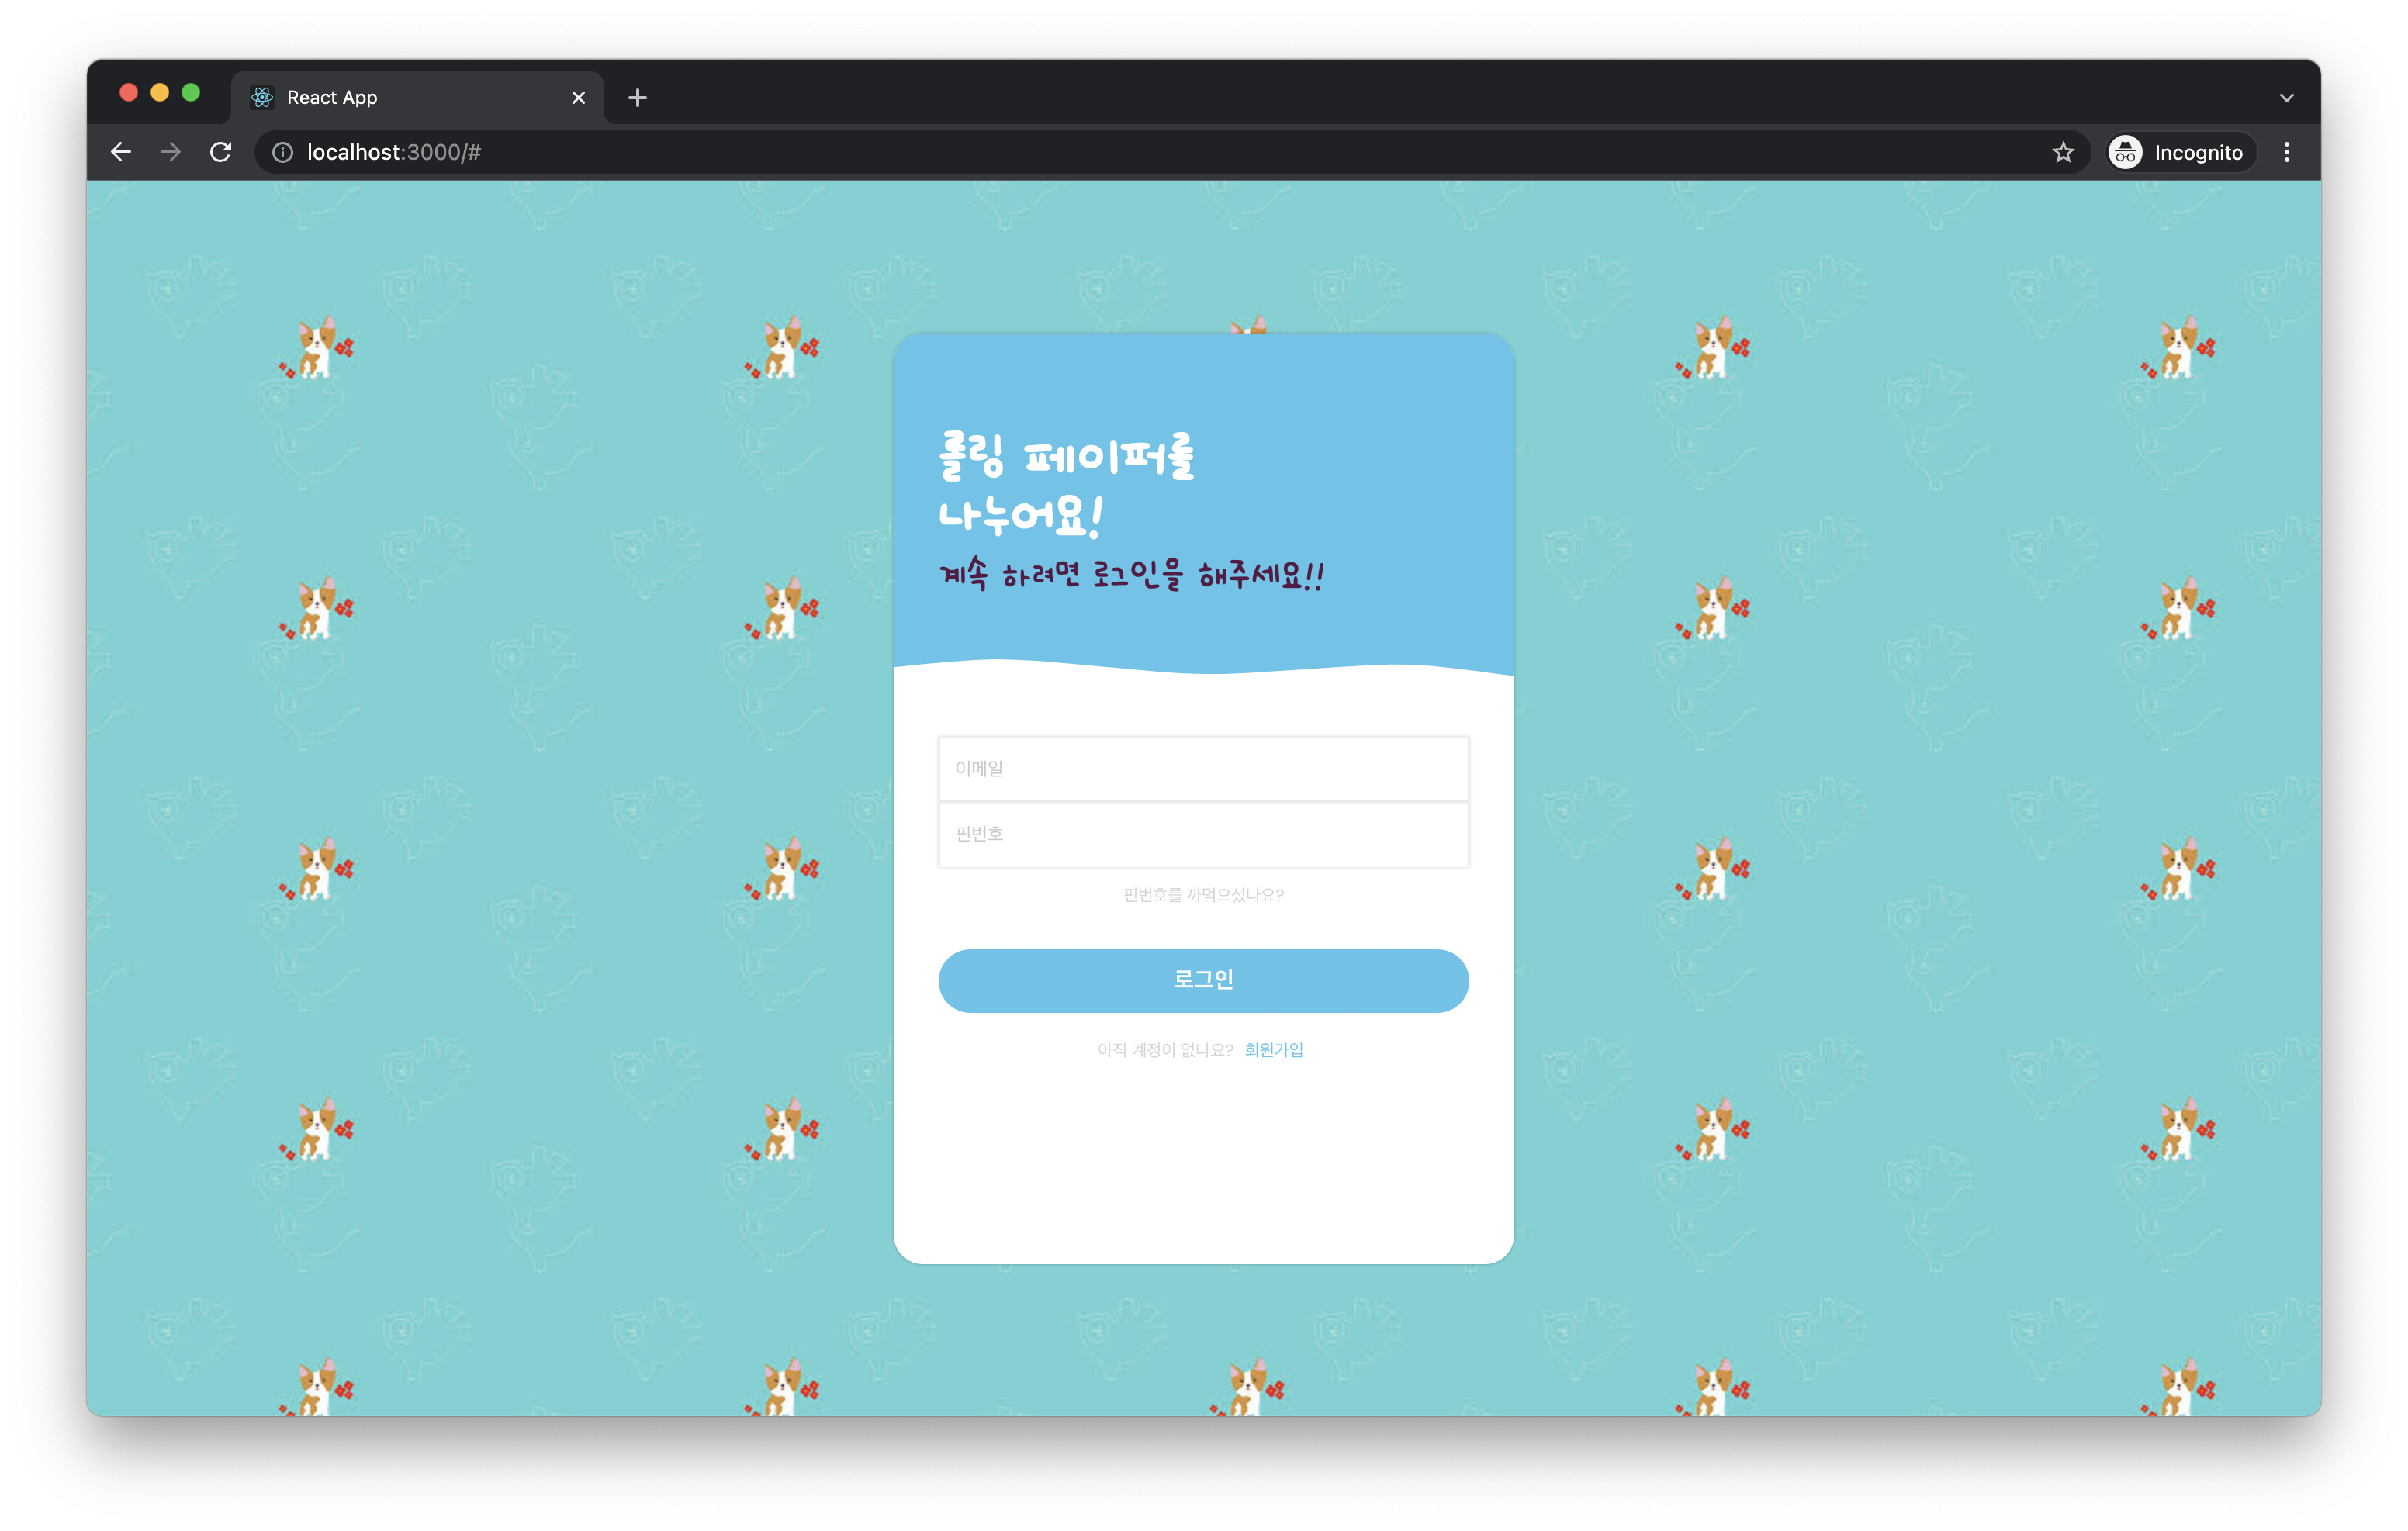 React App
localhost:3000/#
Incognito
롤링 페이퍼를
나누어요!
계속 하려면 로그인을 해주세요!!
이메일
핀번호
핀번호를 까먹으셨나요?
로그인
아직 계정이 없나요? 회원가입